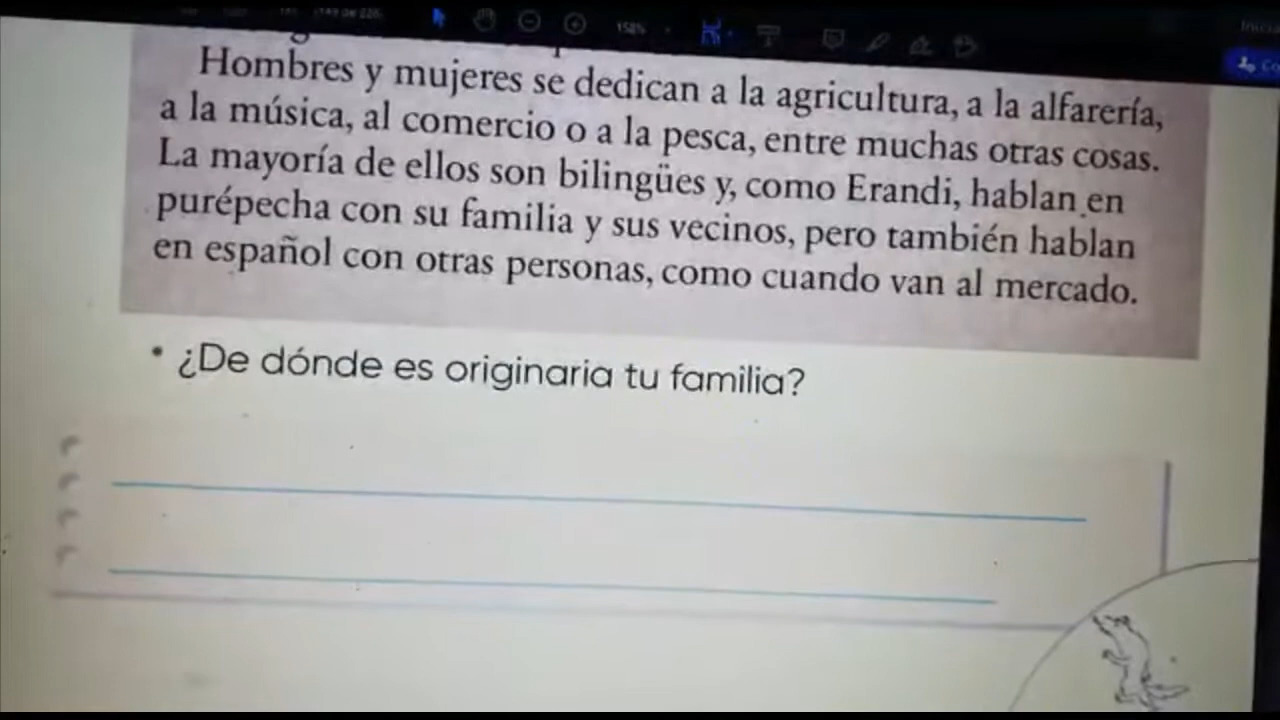 158%
Hombres y mujeres se dedican a la agricultura, a la alfarería,
a la música, al comercio o a la pesca, entre muchas otras cosas.
La mayoría de ellos son bilingües y, como Erandi, hablan en
purépecha con su familia y sus vecinos, pero también hablan
en español con otras personas, como cuando van al mercado.
• ¿De dónde es originaria tu familia?